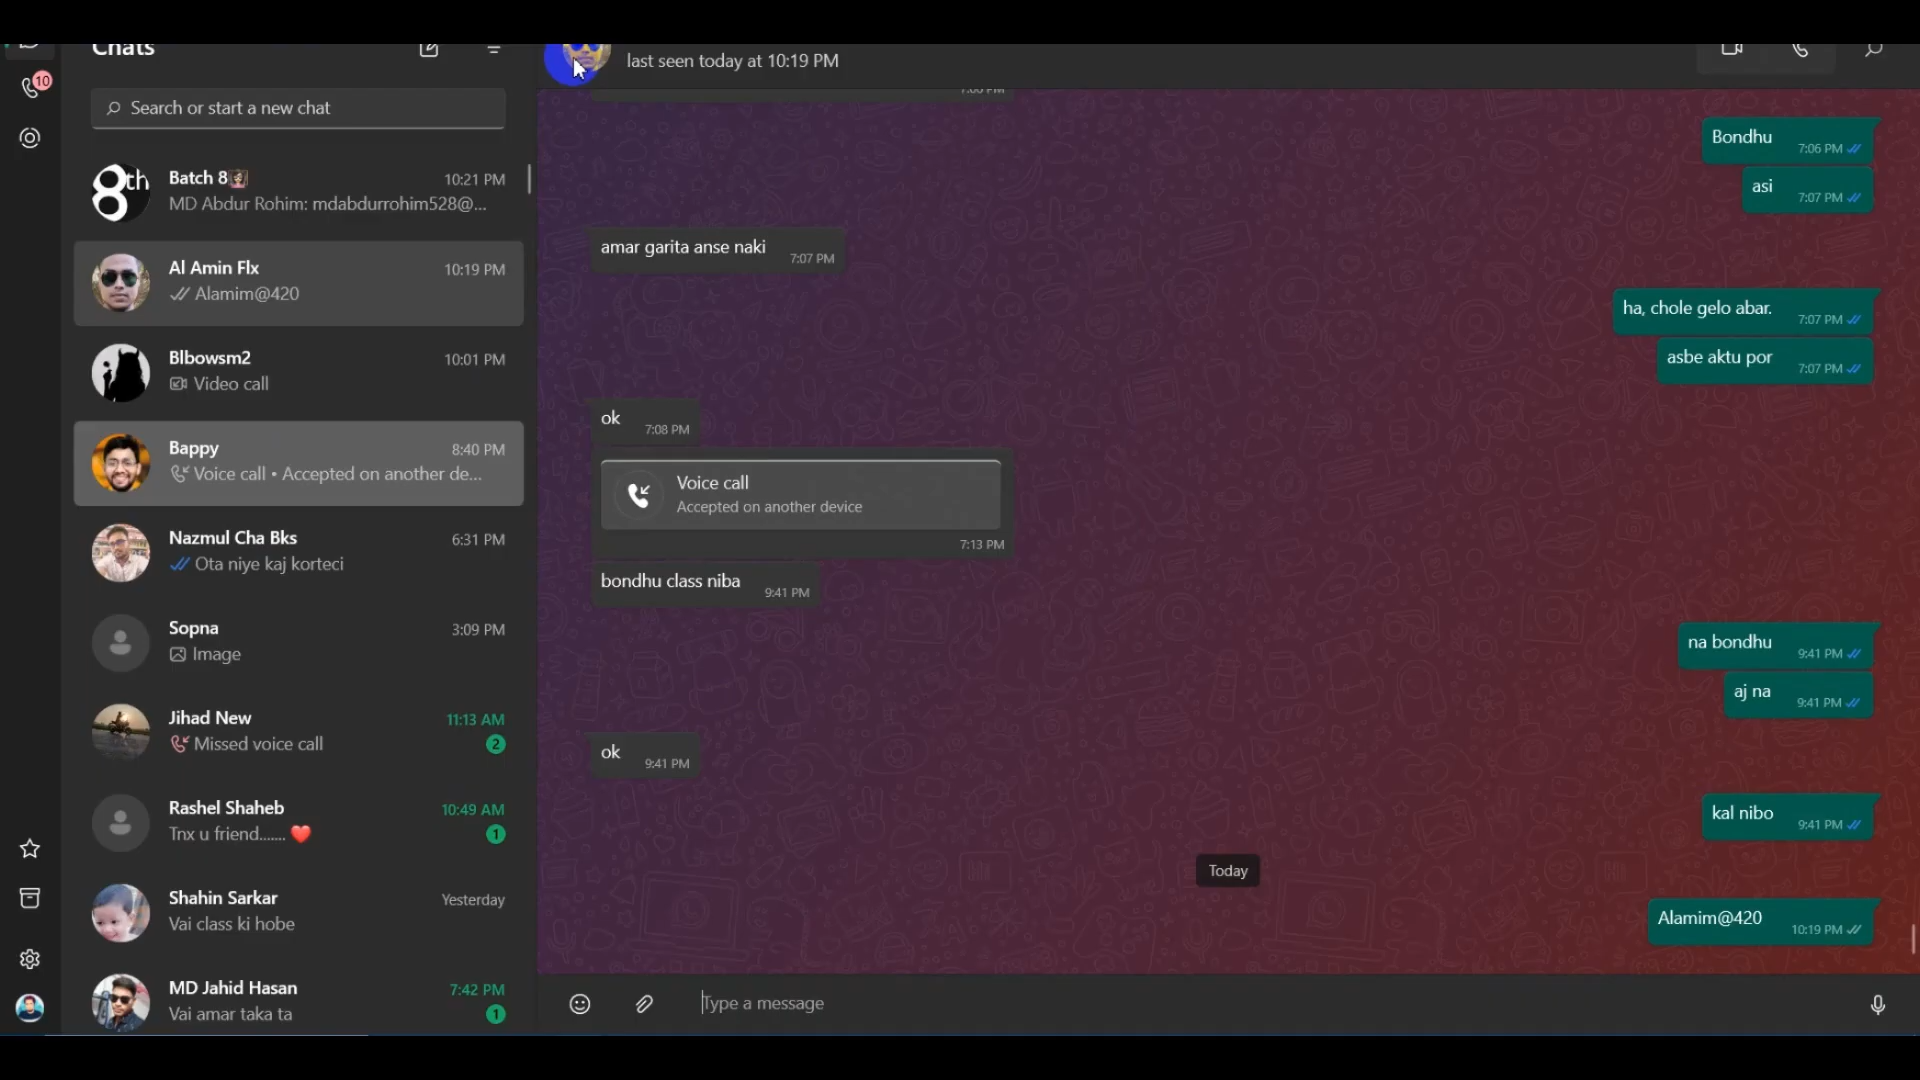 Chats
last seen today at 10:19 PM
10
Search or start a new chat
8th
Batch 8
10:21 PM
MD Abdur Rohim: mdabdurrohim528@...
Al Amin Flx
10:19 PM
Alamim@420
Blbowsm2
10:01 PM
Video call
Bappy
8:40 PM
Voice call • Accepted on another de...
Nazmul Cha Bks
6:31 PM
Ota niye kaj korteci
Sopna
3:09 PM
Image
Jihad New
11:13 AM
Missed voice call
2
Rashel Shaheb
10:49 AM
Tnx u friend....... ❤️
1
Shahin Sarkar
Yesterday
Vai class ki hobe
MD Jahid Hasan
7:42 PM
Vai amar taka ta
1
Bondhu
7:06 PM
asi
7:07 PM
amar garita anse naki
7:07 PM
ha, chole gelo abar.
7:07 PM
asbe aktu por
7:07 PM
ok
7:08 PM
Voice call
Accepted on another device
7:13 PM
bondhu class niba
9:41 PM
na bondhu
9:41 PM
aj na
9:41 PM
ok
9:41 PM
kal nibo
9:41 PM
Today
Alamim@420
10:19 PM
Type a message